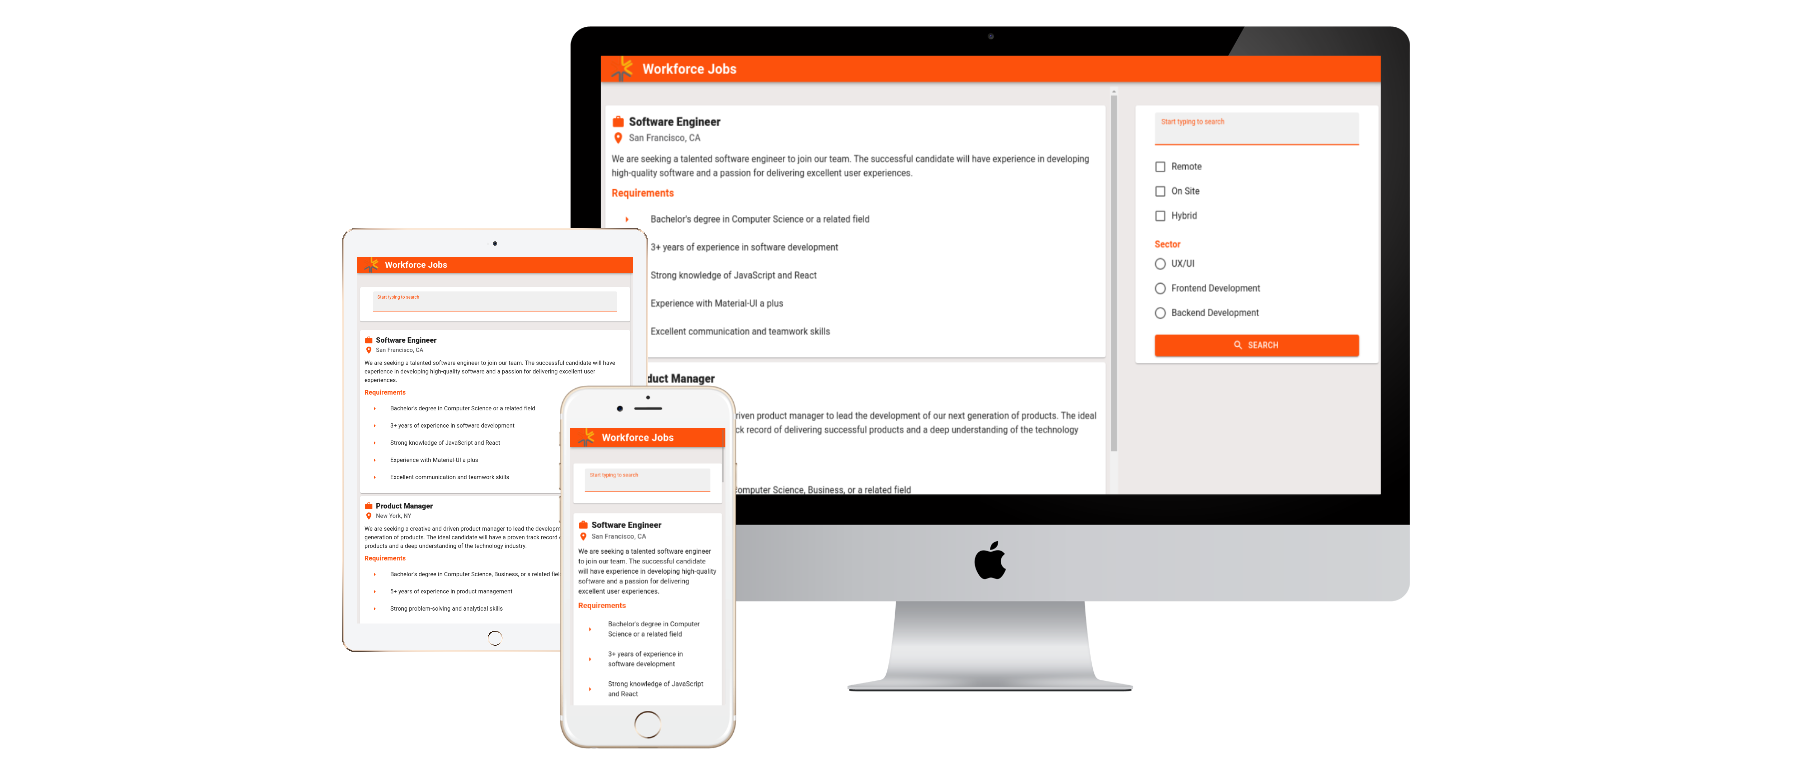 Workforce Jobs
Software Engineer
San Francisco, CA
We are seeking a talented software engineer to join our team. The successful candidate will have experience in developing
high-quality software and a passion for delivering excellent user experiences.
Requirements
Bachelor's degree in Computer Science or a related field
3+ years of experience in software development
Strong knowledge of JavaScript and React
Experience with Material-UI a plus
Excellent communication and teamwork skills
duct Manager
riven product manager to lead the development of our next generation of products. The ideal
ck record of delivering successful products and a deep understanding of the technology
omputer Science, Business, or a related field
Start typing to search
Remote
On Site
Hybrid
Sector
UX/UI
Frontend Development
Backend Development
SEARCH
Workforce Jobs
Start typing to search
Software Engineer
San Francisco, CA
We are seeking a talented software engineer to join our team. The successful candidate will have
experience in developing high-quality software and a passion for delivering excellent user
experiences.
Requirements
Bachelor's degree in Computer Science or a related field
3+ years of experience in software development
Strong knowledge of JavaScript and React
Experience with Material-UI a plus
Excellent communication and teamwork skills
Product Manager
New York, NY
We are seeking a creative and driven product manager to lead the developm
generation of products. The ideal candidate will have a proven track record
products and a deep understanding of the technology industry.
Requirements
Bachelor's degree in Computer Science, Business, or a related fiel
5+ years of experience in product management
Strong problem-solving and analytical skills
Workforce Jobs
Start typing to search
Software Engineer
San Francisco, CA
We are seeking a talented software engineer
to join our team. The successful candidate
will have experience in developing high-quality
software and a passion for delivering
excellent user experiences.
Requirements
Bachelor's degree in Computer
Science or a related field
3+ years of experience in
software development
Strong knowledge of JavaScript
and React